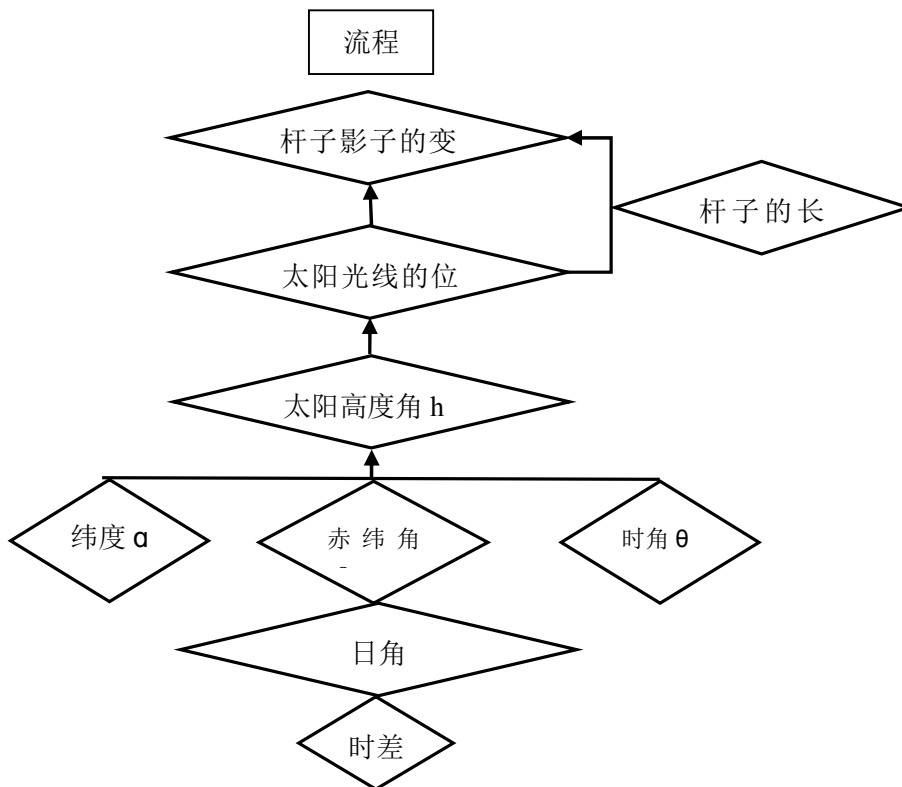 流程
杆子影子的变
杆子的长
太阳光线的位
太阳高度角 h
纬度 α
赤纬角
时角 θ
日角
时差